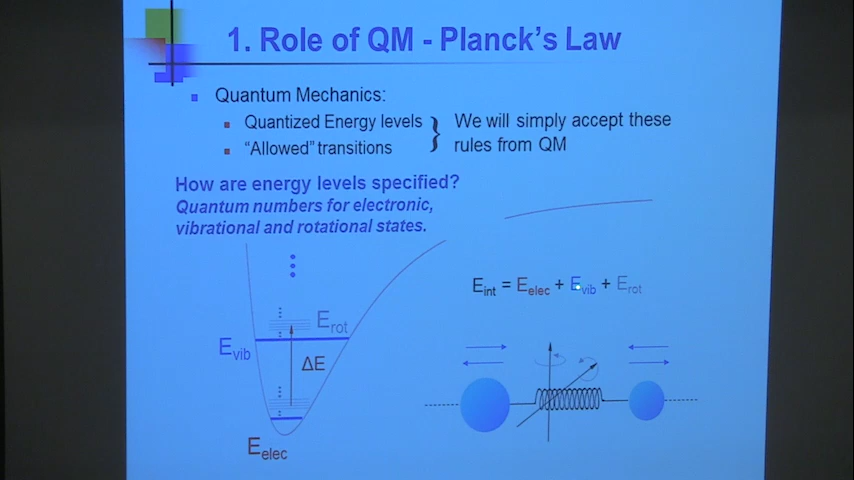 1. Role of QM - Planck's Law
Quantum Mechanics:
Quantized Energy levels
"Allowed" transitions
We will simply accept these
rules from QM
How are energy levels specified?
Quantum numbers for electronic,
vibrational and rotational states.
E_int = E_elec + E_vib + E_rot
E_rot
E_vib
ΔE
E_elec